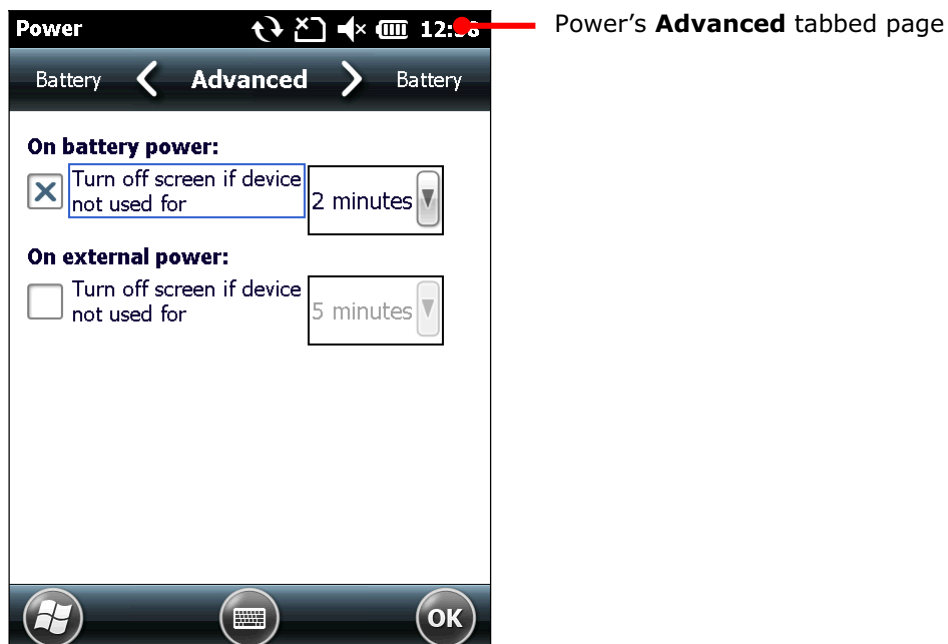 Power
Power's Advanced tabbed page
Battery Advanced Battery
On battery power:
Turn off screen if device
not used for
2 minutes
On external power:
Turn off screen if device
not used for
5 minutes
OK